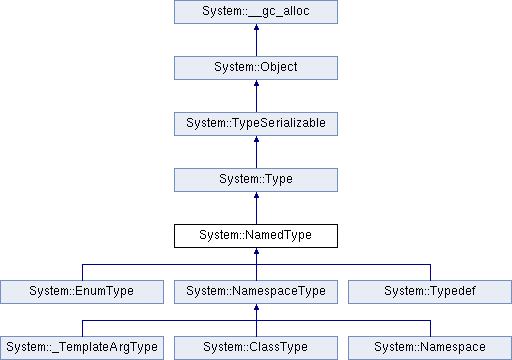 System::__gc_alloc
System::Object
System::TypeSerializable
System::Type
System::NamedType
System::EnumType
System::NamespaceType
System::Typedef
System::_TemplateArgType
System::ClassType
System::Namespace